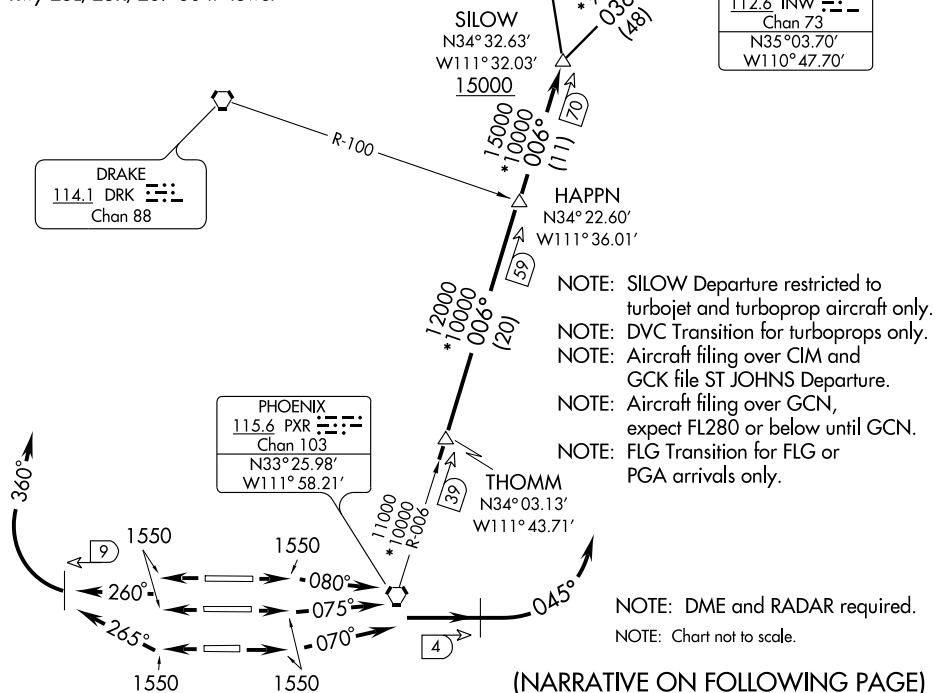 SILOW
N34°32.63'
W111°32.03'
15000
(48)
112.6 INW
Chan 73
N35°03.70'
W110°47.70'
70
15000
*10000
006°
(11)
R-100
DRAKE
114.1 DRK
Chan 88
HAPPN
N34°22.60'
W111°36.01'
59
12000
*10000
006°
(20)
NOTE: SILOW Departure restricted to
turbojet and turboprop aircraft only.
NOTE: DVC Transition for turboprops only.
NOTE: Aircraft filing over CIM and
GCK file ST JOHNS Departure.
NOTE: Aircraft filing over GCN,
expect FL280 or below until GCN.
NOTE: FLG Transition for FLG or
PGA arrivals only.
PHOENIX
115.6 PXR
Chan 103
N33°25.98'
W111°58.21'
THOMM
N34°03.13'
W111°43.71'
39
11000
*10000
R-006
360°
9
1550
1550
260°
080°
075°
265°
070°
045°
4
1550
1550
NOTE: DME and RADAR required.
NOTE: Chart not to scale.
(NARRATIVE ON FOLLOWING PAGE)